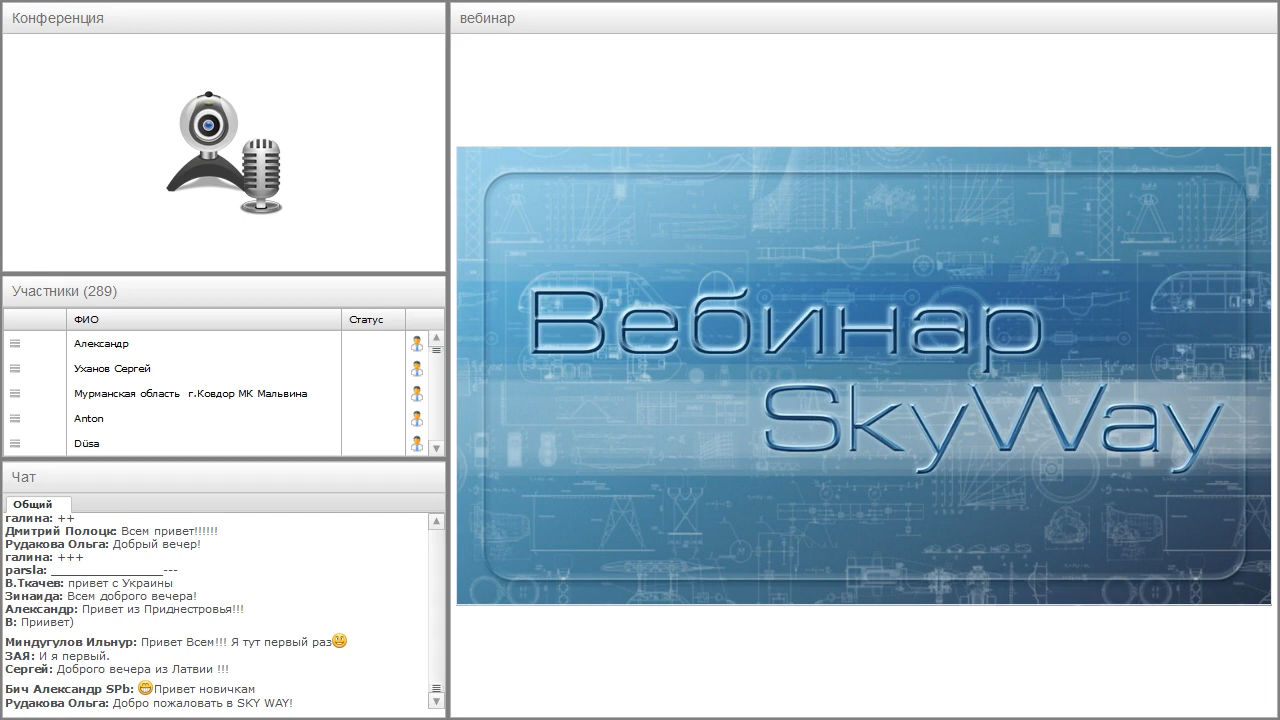 Конференция
Участники (289)
ФИО Статус
Александр
Уханов Сергей
Мурманская область г.Ковдор МК Мальвина
Anton
Düsa
Чат
Общий
галина: ++
Дмитрий Полоцк: Всем привет!!!!!!
Рудакова Ольга: Добрый вечер!
галина: +++
parsla: __________________---
В.Ткачев: привет с Украины
Зинаида: Всем доброго вечера!
Александр: Привет из Приднестровья!!!
В: Приивет)
Миндугулов Ильнур: Привет Всем!!! Я тут первый раз
ЗАЯ: И я первый.
Сергей: Доброго вечера из Латвии !!!
Бич Александр SPb: Привет новичкам
Рудакова Ольга: Добро пожаловать в SKY WAY!
вебинар
Вебинар
SkyWay